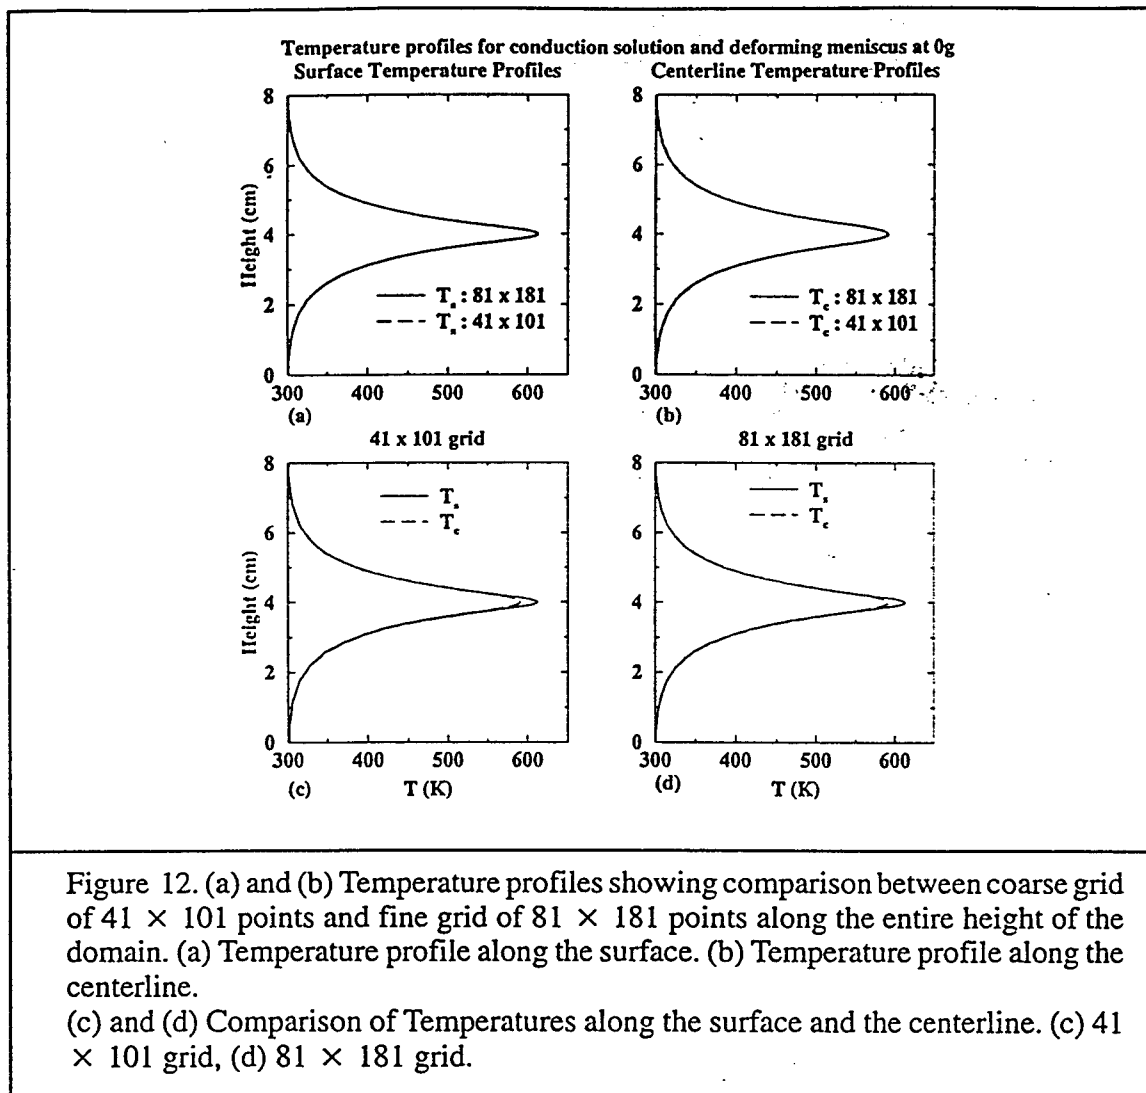 Temperature profiles for conduction solution and deforming meniscus at 0g
Surface Temperature Profiles
Centerline Temperature Profiles
8
6
4
2
0
Height (cm)
T_s : 81 x 181
T_s : 41 x 101
300 400 500 600
(a)
8
6
4
2
0
T_c : 81 x 181
T_c : 41 x 101
300 400 500 600
(b)
41 x 101 grid
8
6
4
2
0
Height (cm)
T_s
T_c
300 400 500 600
(c) T (K)
81 x 181 grid
8
6
4
2
0
T_s
T_c
300 400 500 600
(d) T (K)
Figure 12. (a) and (b) Temperature profiles showing comparison between coarse grid
of 41 × 101 points and fine grid of 81 × 181 points along the entire height of the
domain. (a) Temperature profile along the surface. (b) Temperature profile along the
centerline.
(c) and (d) Comparison of Temperatures along the surface and the centerline. (c) 41
× 101 grid, (d) 81 × 181 grid.